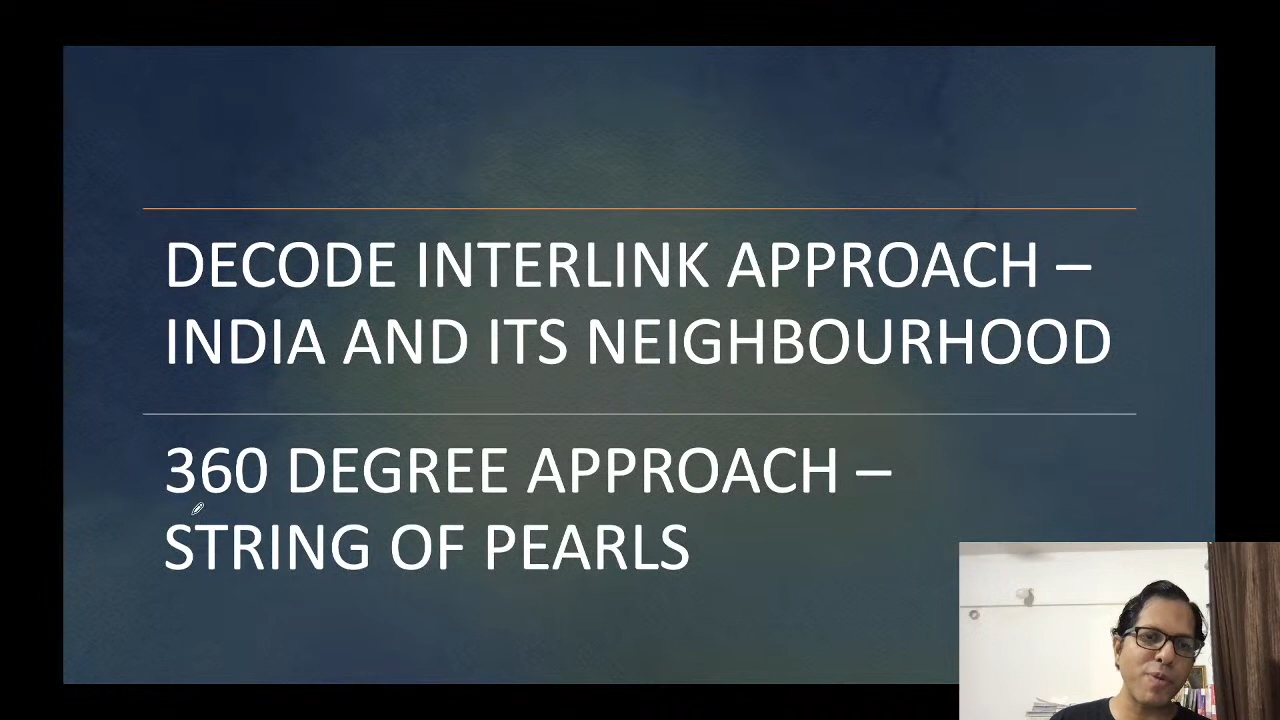 DECODE INTERLINK APPROACH –
INDIA AND ITS NEIGHBOURHOOD
360 DEGREE APPROACH –
STRING OF PEARLS